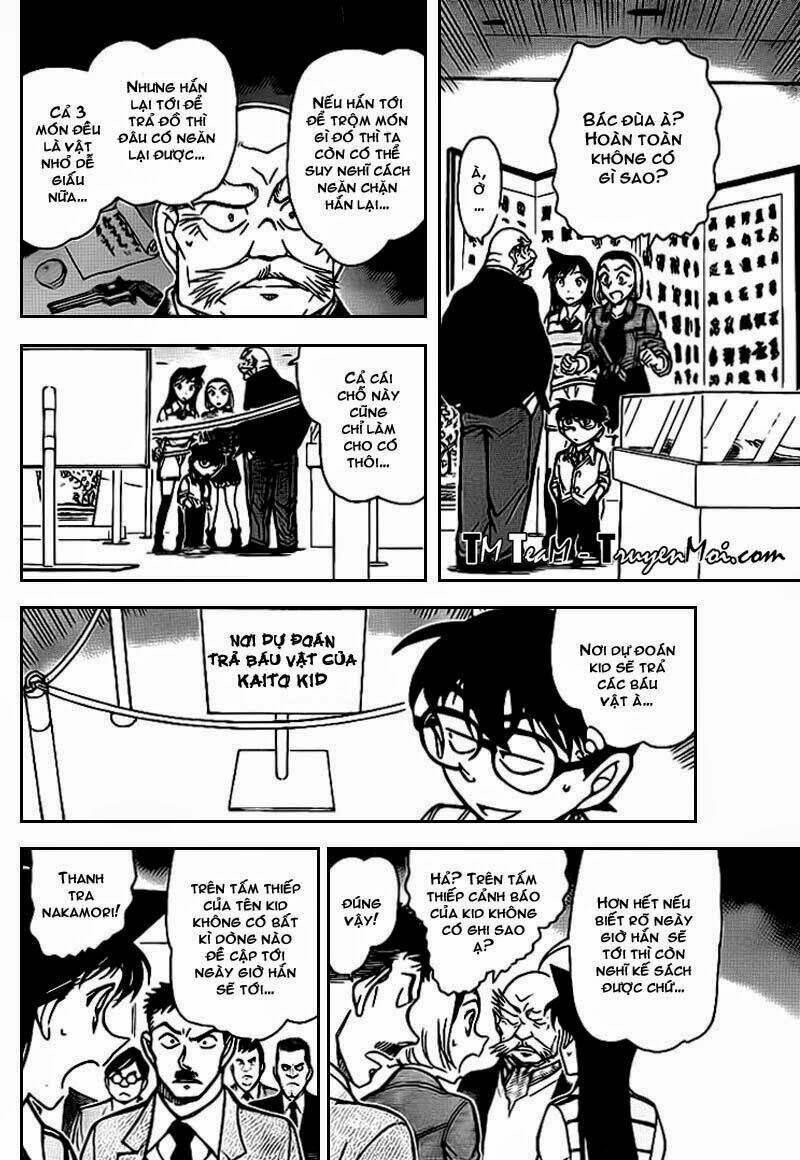 BÁC ĐÙA À?
HOÀN TOÀN
KHÔNG CÓ
GÌ SAO?
À,
Ờ
...
NẾU HẮN TỚI
ĐỂ TRỘM MÓN
GÌ ĐÓ THÌ TA
CÒN CÓ THỂ
SUY NGHĨ CÁCH
NGĂN CHẶN
HẮN LẠI...
NHƯNG HẮN
LẠI TỚI ĐỂ
TRẢ ĐỒ THÌ
ĐÂU CÓ NGĂN
LẠI ĐƯỢC...
CẢ 3
MÓN ĐỀU
LÀ VẬT
NHỎ DỄ
GIẤU
NỮA...
CẢ CÁI
CHỖ NÀY
CŨNG
CHỈ LÀM
CHO CÓ
THÔI...
TM TEAM - TRUYENMOI.COM
NƠI DỰ ĐOÁN
KID SẼ TRẢ
CÁC BÁU
VẬT À...
NƠI DỰ ĐOÁN
TRẢ BÁU VẬT CỦA
KAITO KID
HƠN HẾT NẾU
BIẾT RÕ NGÀY
GIỜ HẮN SẼ
TỚI THÌ CÒN
NGHĨ KẾ SÁCH
ĐƯỢC CHỨ...
HẢ? TRÊN TẤM
THIẾP CẢNH BÁO
CỦA KID KHÔNG
CÓ GHI SAO
Ạ?
ĐÚNG
VẬY!
TRÊN TẤM THIẾP
CỦA TÊN KID
KHÔNG CÓ BẤT
KÌ DÒNG NÀO
ĐỀ CẬP TỚI
NGÀY GIỜ HẮN
SẼ TỚI...
THANH
TRA
NAKAMORI!